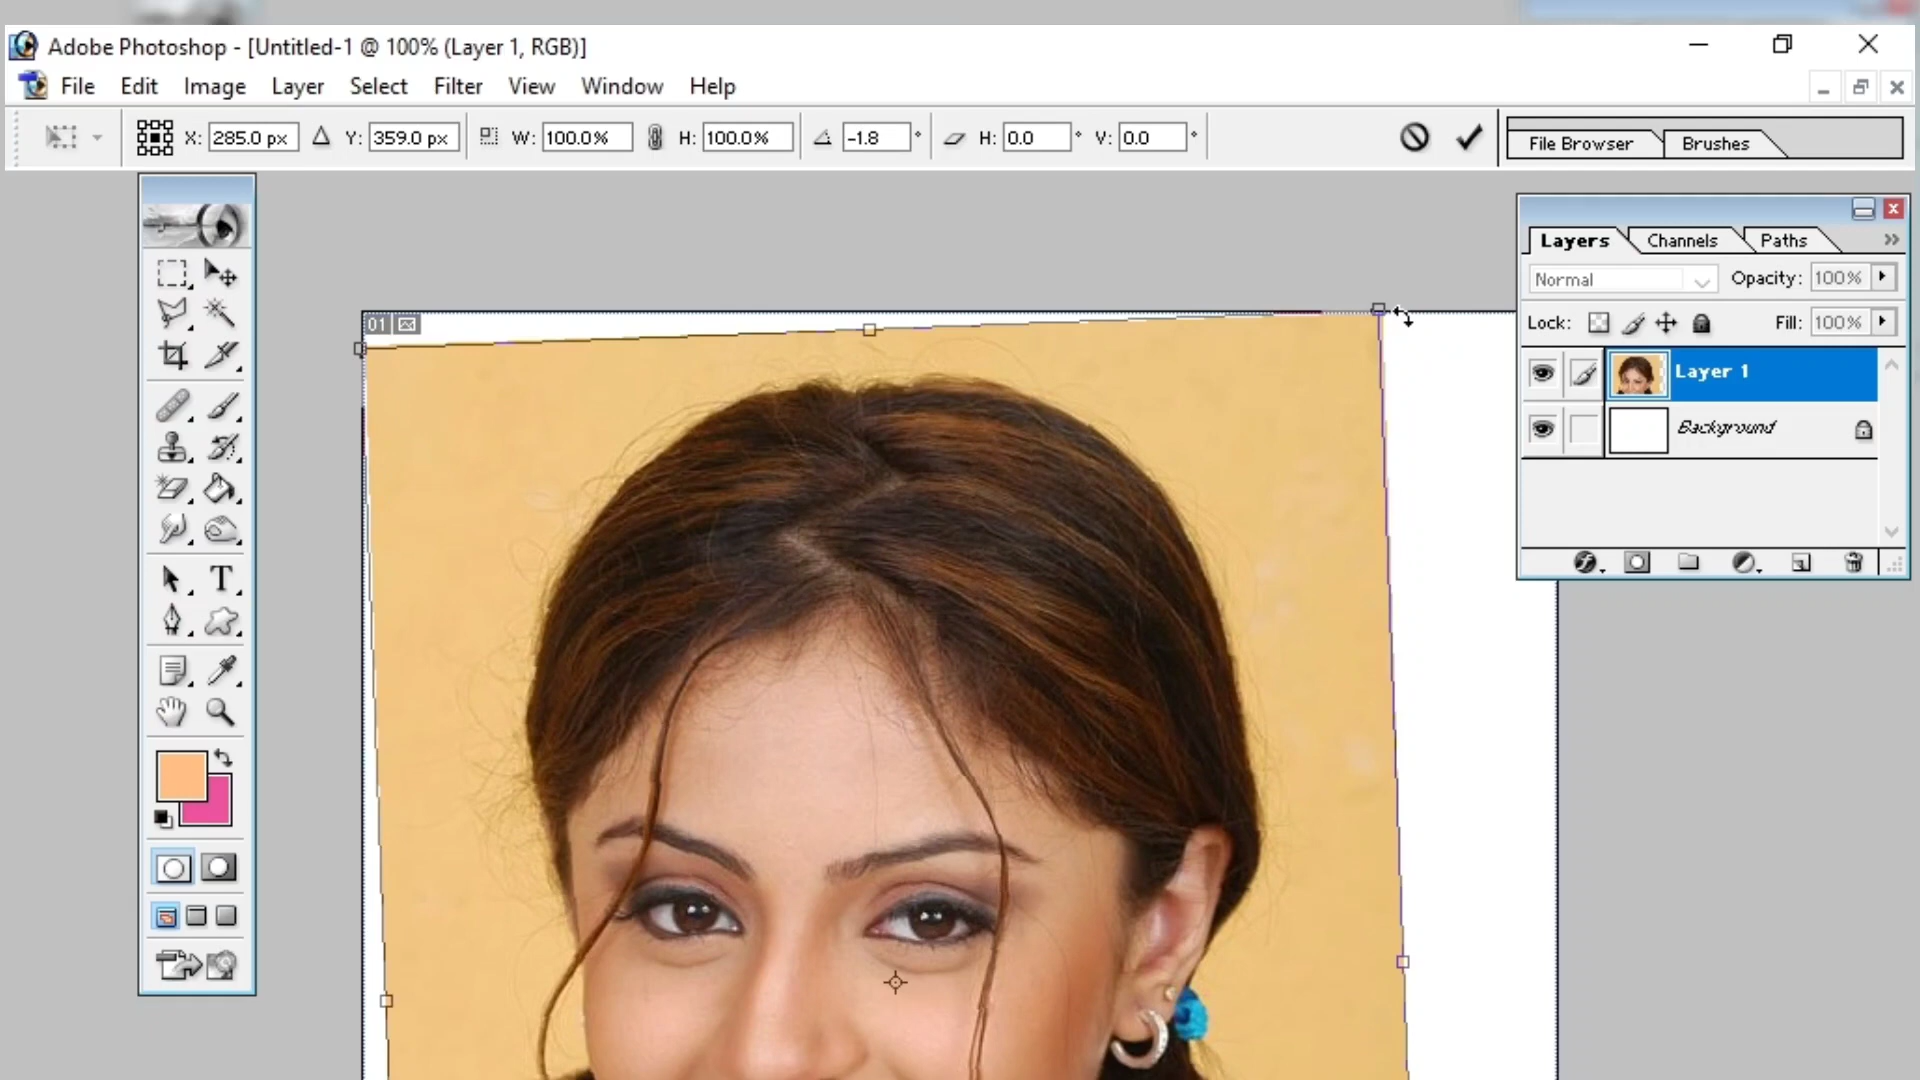 Adobe Photoshop - [Untitled-1 @ 100% (Layer 1, RGB)]
File Edit Image Layer Select Filter View Window Help
X: 285.0 px Y: 359.0 px W: 100.0% H: 100.0% -1.8 ° H: 0.0 ° V: 0.0 °
File Browser Brushes
Layers Channels Paths
Normal Opacity: 100%
Lock: Fill: 100%
01
Layer 1
Background